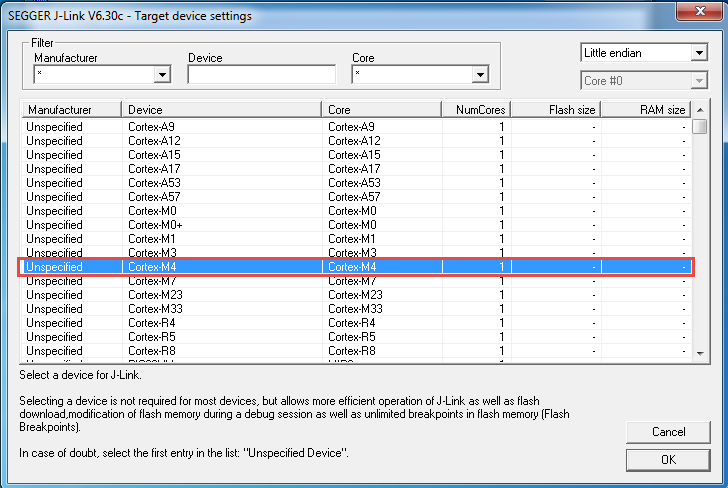 SEGGER J-Link V6.30c - Target device settings
Filter
Manufacturer Device Core
* *
Little endian
Core #0
Manufacturer Device Core NumCores Flash size RAM size
Unspecified Cortex-A9 Cortex-A9 1 - -
Unspecified Cortex-A12 Cortex-A12 1 - -
Unspecified Cortex-A15 Cortex-A15 1 - -
Unspecified Cortex-A17 Cortex-A17 1 - -
Unspecified Cortex-A53 Cortex-A53 1 - -
Unspecified Cortex-A57 Cortex-A57 1 - -
Unspecified Cortex-M0 Cortex-M0 1 - -
Unspecified Cortex-M0+ Cortex-M0 1 - -
Unspecified Cortex-M1 Cortex-M1 1 - -
Unspecified Cortex-M3 Cortex-M3 1 - -
Unspecified Cortex-M4 Cortex-M4 1 - -
Unspecified Cortex-M7 Cortex-M7 1 - -
Unspecified Cortex-M23 Cortex-M23 1 - -
Unspecified Cortex-M33 Cortex-M33 1 - -
Unspecified Cortex-R4 Cortex-R4 1 - -
Unspecified Cortex-R5 Cortex-R5 1 - -
Unspecified Cortex-R8 Cortex-R8 1 - -
Select a device for J-Link.
Selecting a device is not required for most devices, but allows more efficient operation of J-Link as well as flash
download,modification of flash memory during a debug session as well as unlimited breakpoints in flash memory (Flash
Breakpoints).
In case of doubt, select the first entry in the list: "Unspecified Device".
Cancel
OK